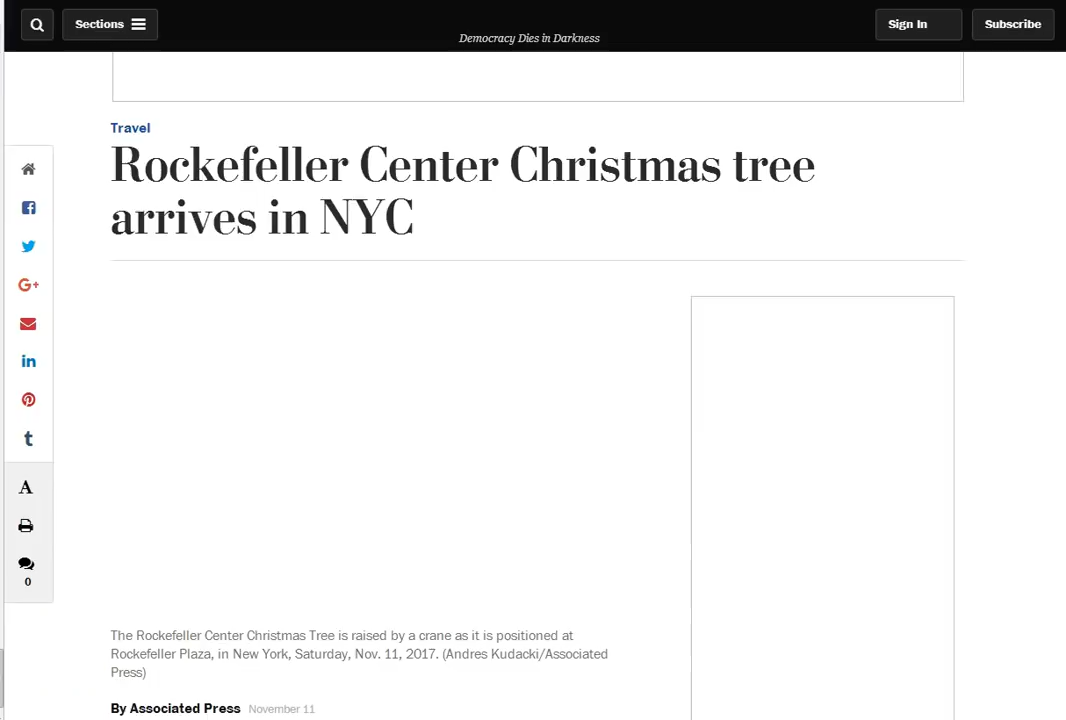 Sections
Democracy Dies in Darkness
Sign In
Subscribe
Travel
Rockefeller Center Christmas tree
arrives in NYC
G+
in
t
A
0
The Rockefeller Center Christmas Tree is raised by a crane as it is positioned at
Rockefeller Plaza, in New York, Saturday, Nov. 11, 2017. (Andres Kudacki/Associated
Press)
By Associated Press November 11